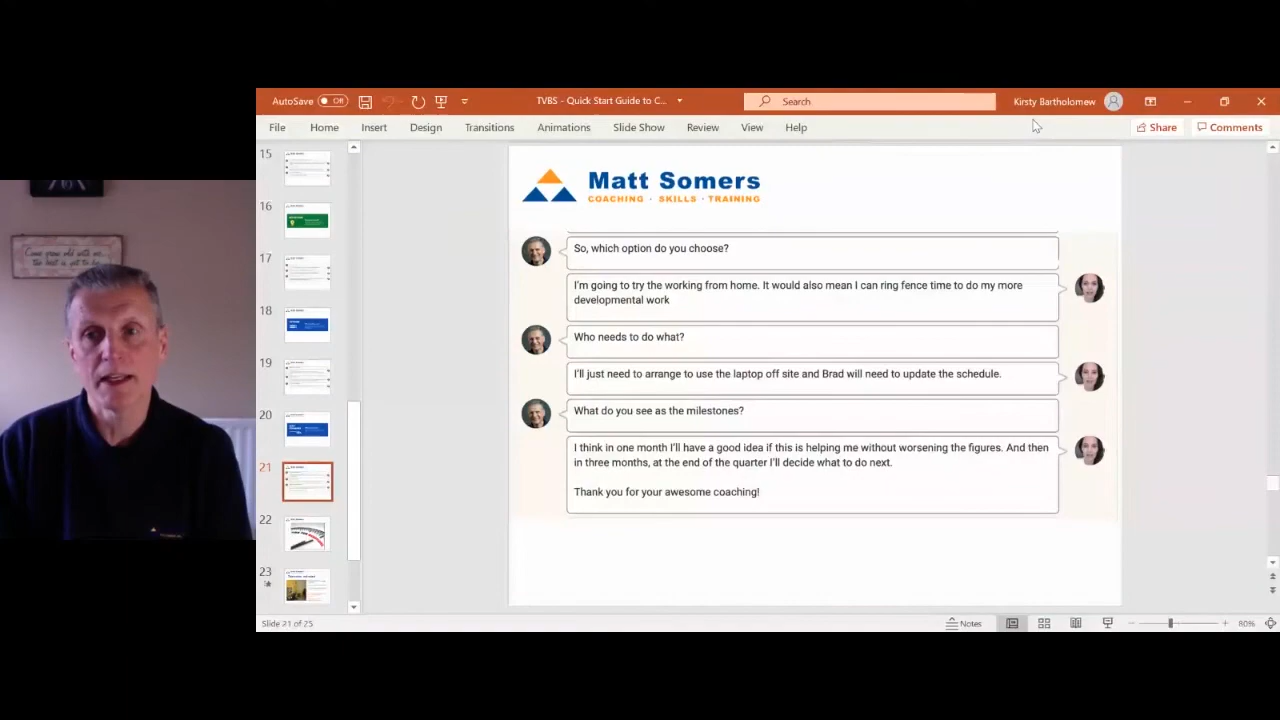 AutoSave Off
TVBS - Quick Start Guide to C...
Search
Kirsty Bartholomew
File Home Insert Design Transitions Animations Slide Show Review View Help
Share Comments
15
16
17
18
19
20
21
22
23
Matt Somers
COACHING · SKILLS · TRAINING
So, which option do you choose?
I'm going to try the working from home. It would also mean I can ring fence time to do my more
developmental work
Who needs to do what?
I'll just need to arrange to use the laptop off site and Brad will need to update the schedule.
What do you see as the milestones?
I think in one month I'll have a good idea if this is helping me without worsening the figures. And then
in three months, at the end of the quarter I'll decide what to do next.
Thank you for your awesome coaching!
Slide 21 of 25
Notes
80%